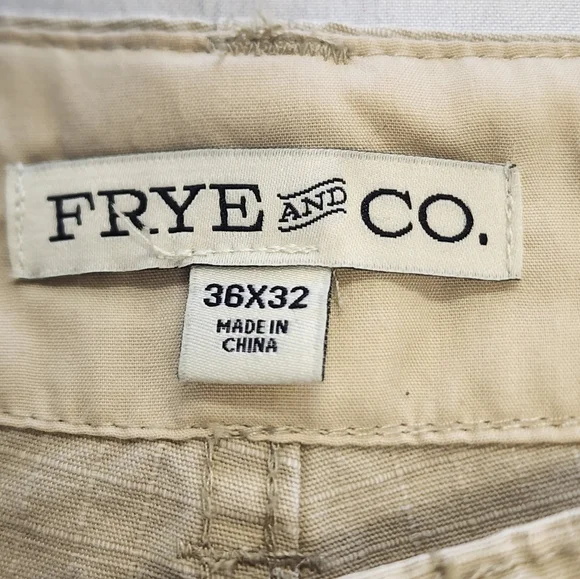 FRYE AND CO.
36X32
MADE IN
CHINA